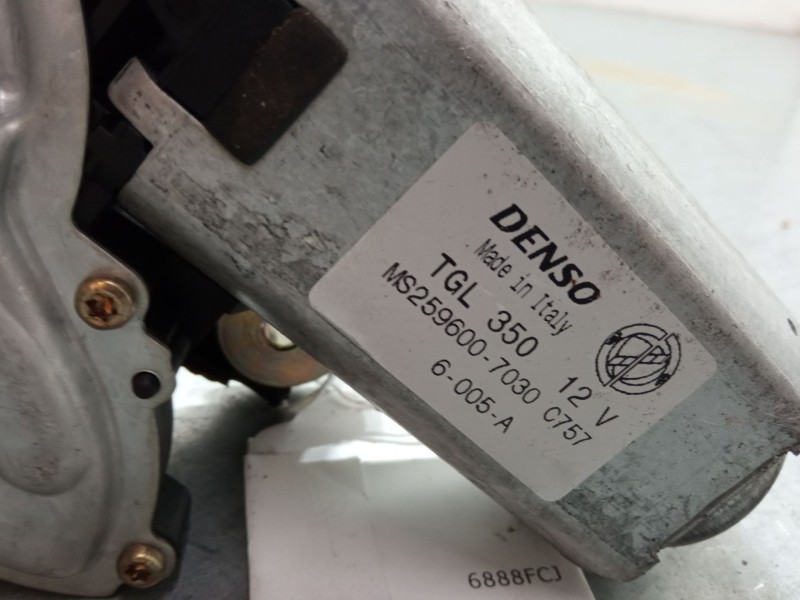 DENSO
Made in Italy
TGL 350 12 V
MS259600-7030 C757
6-005-A
6888FCJ